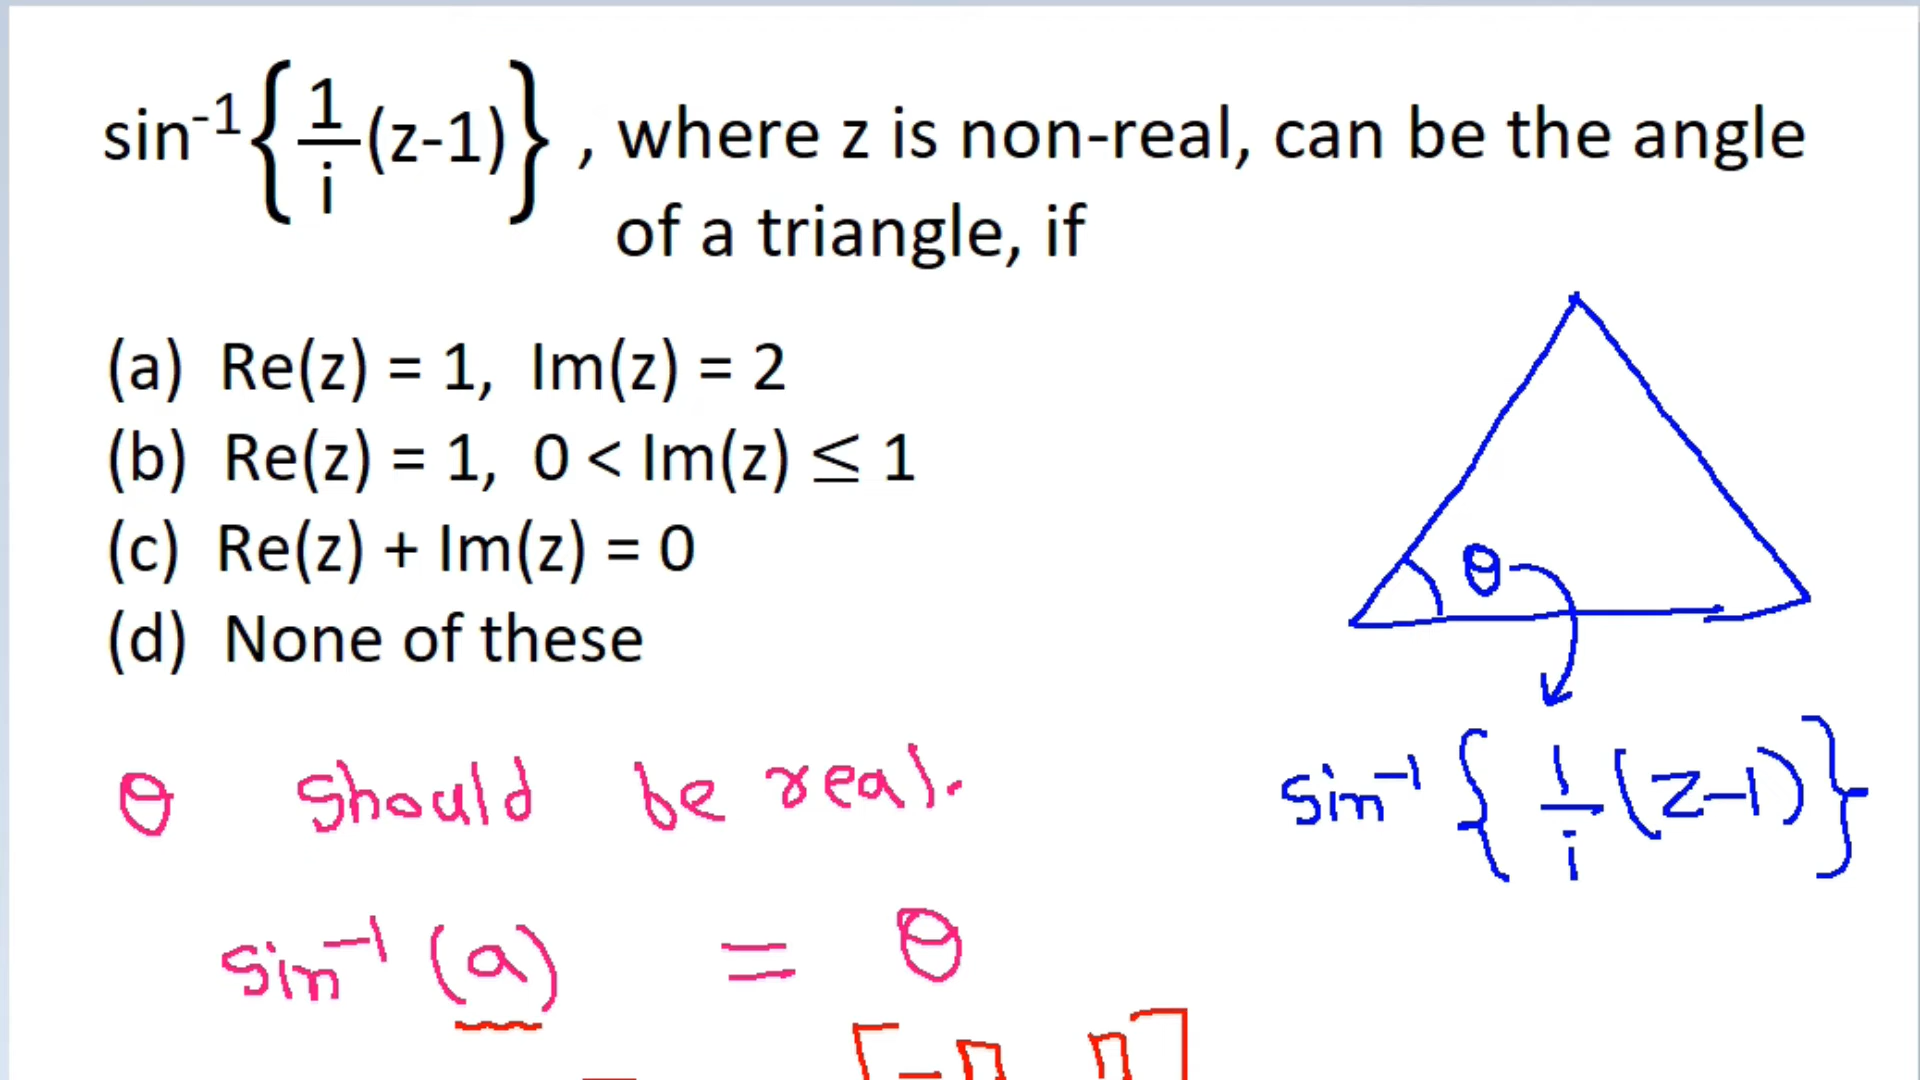 sin⁻¹{1/i (z-1)}, where z is non-real, can be the angle
of a triangle, if
(a) Re(z) = 1, Im(z) = 2
(b) Re(z) = 1, 0 < Im(z) ≤ 1
(c) Re(z) + Im(z) = 0
(d) None of these
θ
θ should be real.
sin⁻¹{1/i (z-1)}
sin⁻¹(a) = θ